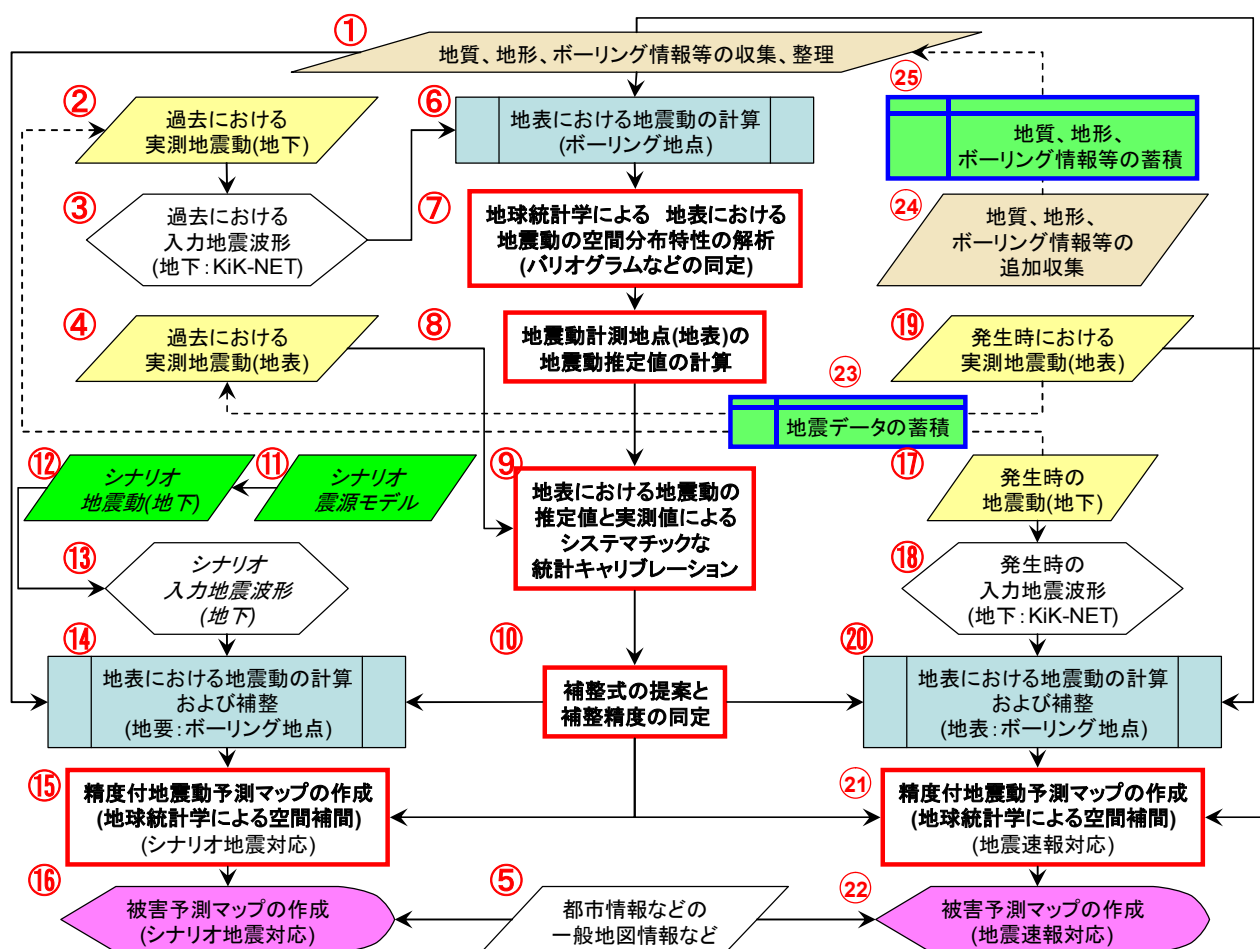 ①
地質、地形、ボーリング情報等の収集、整理
②
過去における
実測地震動(地下)
③
過去における
入力地震波形
(地下：KiK-NET)
④
過去における
実測地震動(地表)
⑥
地表における地震動の計算
(ボーリング地点)
⑦
地球統計学による　地表における
地震動の空間分布特性の解析
(バリオグラムなどの同定)
⑧
地震動計測地点(地表)の
地震動推定値の計算
㉕
地質、地形、
ボーリング情報等の蓄積
㉔
地質、地形、
ボーリング情報等の
追加収集
⑲
発生時における
実測地震動(地表)
㉓
地震データの蓄積
⑫
シナリオ
地震動(地下)
⑪
シナリオ
震源モデル
⑨
地表における地震動の
推定値と実測値による
システマチックな
統計キャリブレーション
⑰
発生時の
地震動(地下)
⑬
シナリオ
入力地震波形
(地下)
⑱
発生時の
入力地震波形
(地下：KiK-NET)
⑭
地表における地震動の計算
および補整
(地要：ボーリング地点)
⑩
補整式の提案と
補整精度の同定
⑳
地表における地震動の計算
および補整
(地表：ボーリング地点)
⑮
精度付地震動予測マップの作成
(地球統計学による空間補間)
(シナリオ地震対応)
㉑
精度付地震動予測マップの作成
(地球統計学による空間補間)
(地震速報対応)
⑯
被害予測マップの作成
(シナリオ地震対応)
⑤
都市情報などの
一般地図情報など
㉒
被害予測マップの作成
(地震速報対応)